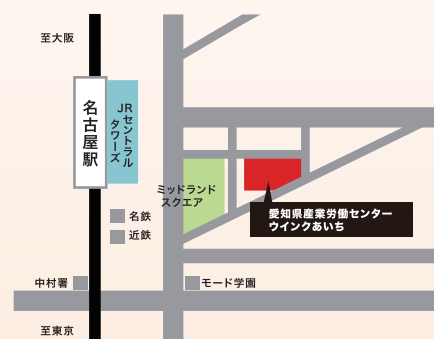 至大阪
名古屋駅
JRセントラル
タワーズ
ミッドランド
スクエア
愛知県産業労働センター
ウインクあいち
名鉄
近鉄
中村署
モード学園
至東京